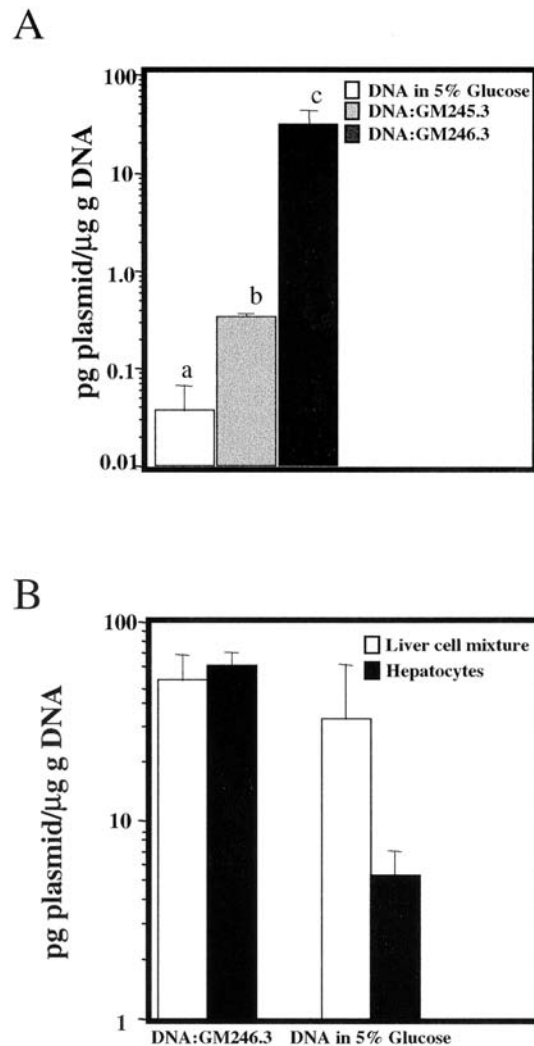 A
pg plasmid/μg g DNA
100
10
1.0
0.1
0.01
a
b
c
DNA in 5% Glucose
DNA:GM245.3
DNA:GM246.3
B
pg plasmid/μg g DNA
100
10
1
Liver cell mixture
Hepatocytes
DNA:GM246.3 DNA in 5% Glucose